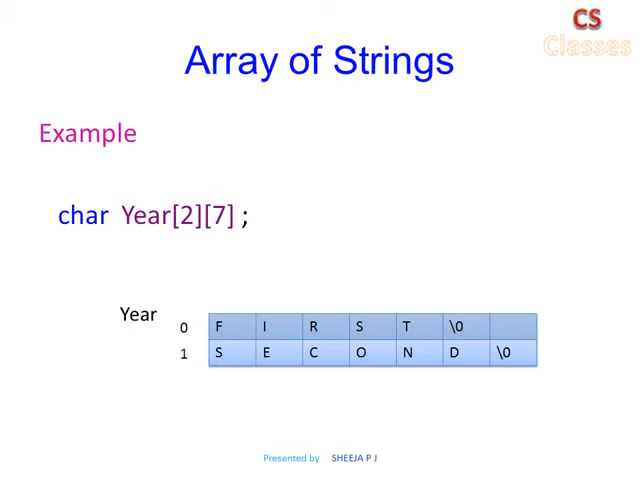 CS
Classes
Array of Strings
Example
char Year[2][7] ;
Year
0 F I R S T \0
1 S E C O N D \0
Presented by SHEEJA P J